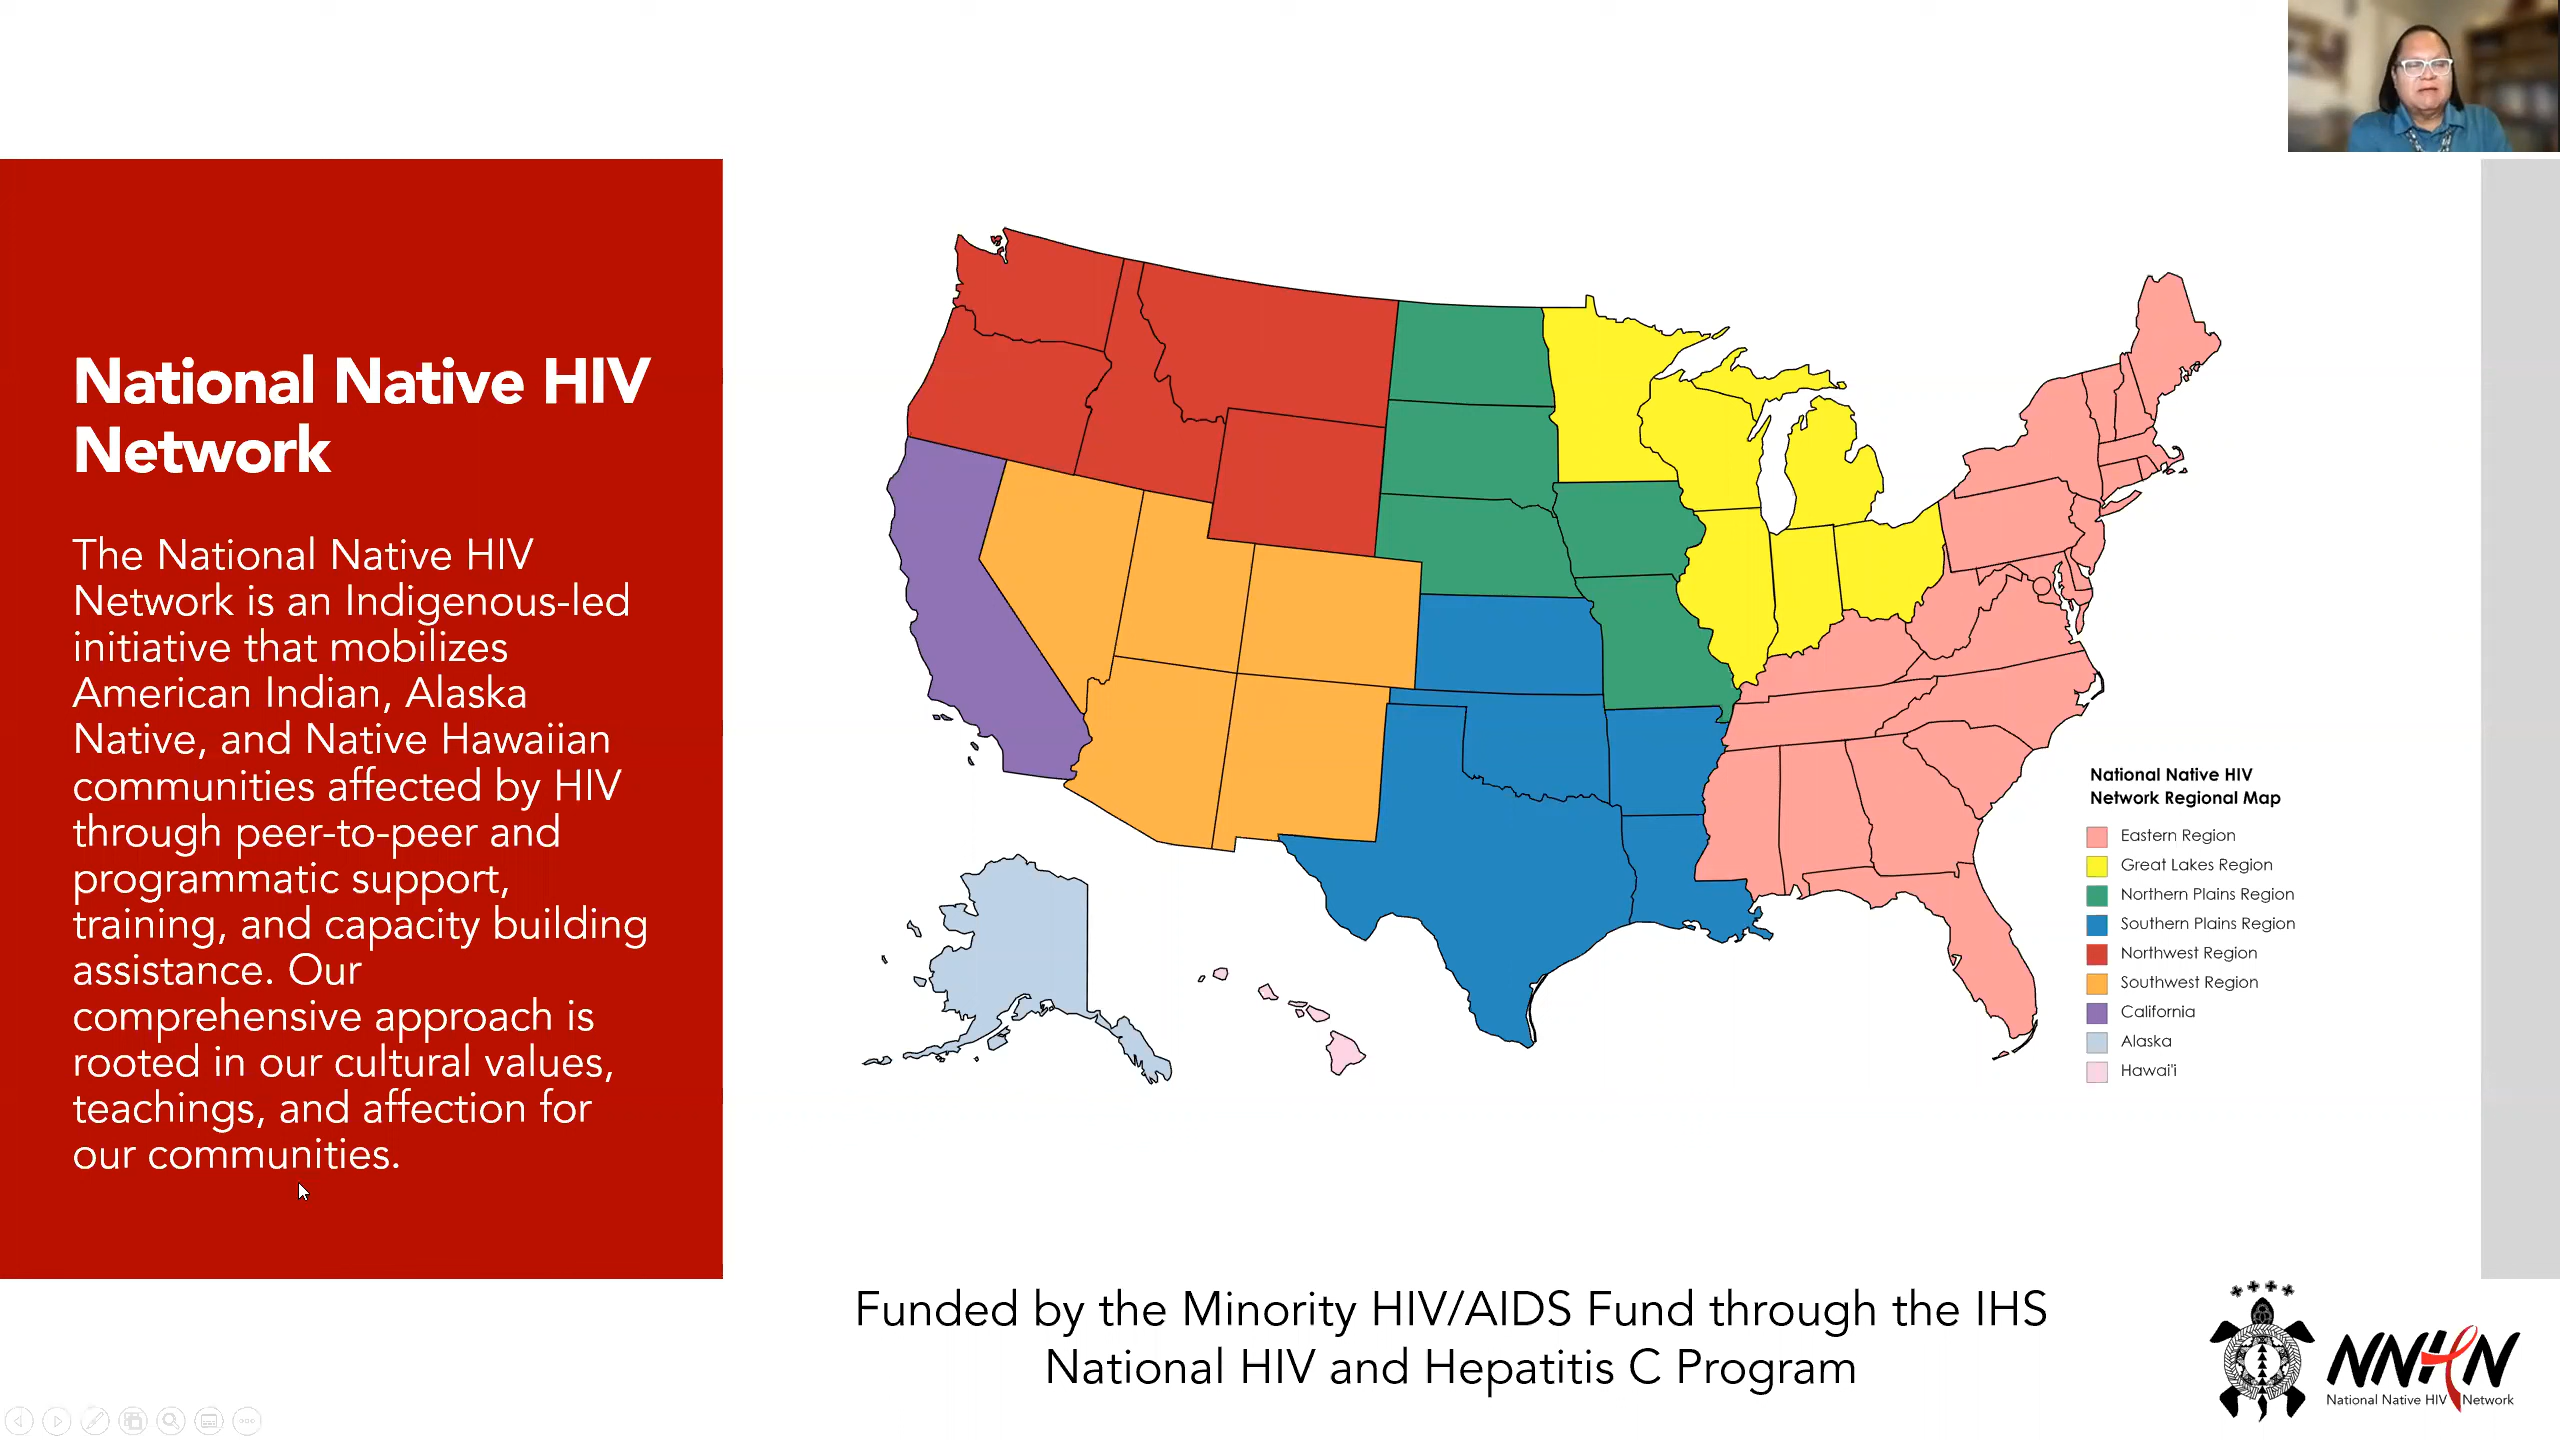 National Native HIV
Network
The National Native HIV
Network is an Indigenous-led
initiative that mobilizes
American Indian, Alaska
Native, and Native Hawaiian
communities affected by HIV
through peer-to-peer and
programmatic support,
training, and capacity building
assistance. Our
comprehensive approach is
rooted in our cultural values,
teachings, and affection for
our communities.
National Native HIV
Network Regional Map
Eastern Region
Great Lakes Region
Northern Plains Region
Southern Plains Region
Northwest Region
Southwest Region
California
Alaska
Hawai'i
Funded by the Minority HIV/AIDS Fund through the IHS
National HIV and Hepatitis C Program
NNHN
National Native HIV Network